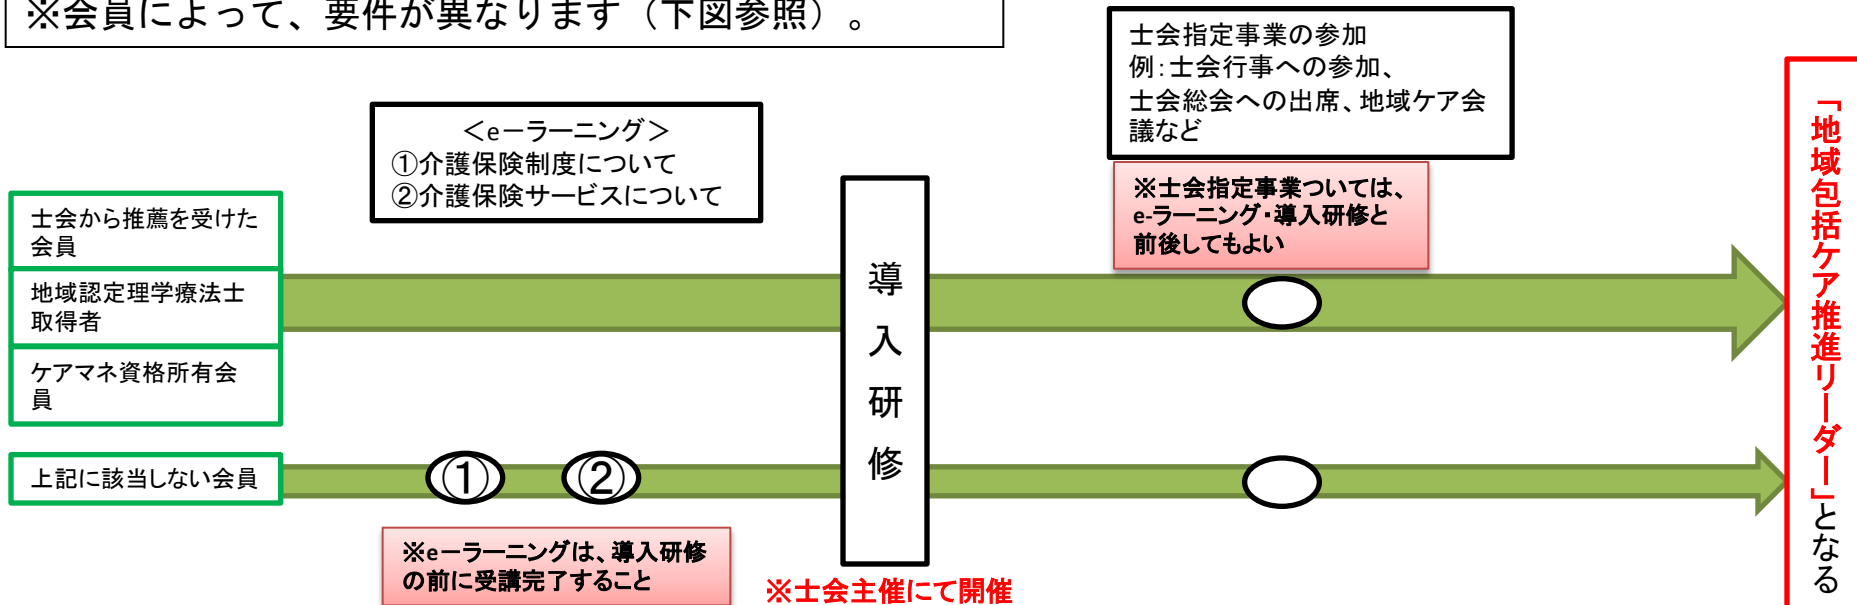 ※会員によって、要件が異なります（下図参照）。
士会指定事業の参加
例：士会行事への参加、
士会総会への出席、地域ケア会
議など
＜e－ラーニング＞
①介護保険制度について
②介護保険サービスについて
※士会指定事業ついては、
e-ラーニング・導入研修と
前後してもよい
士会から推薦を受けた
会員
地域認定理学療法士
取得者
ケアマネ資格所有会
員
上記に該当しない会員
①
②
導入研修
※e－ラーニングは、導入研修
の前に受講完了すること
※士会主催にて開催
「地域包括ケア推進リーダー」となる